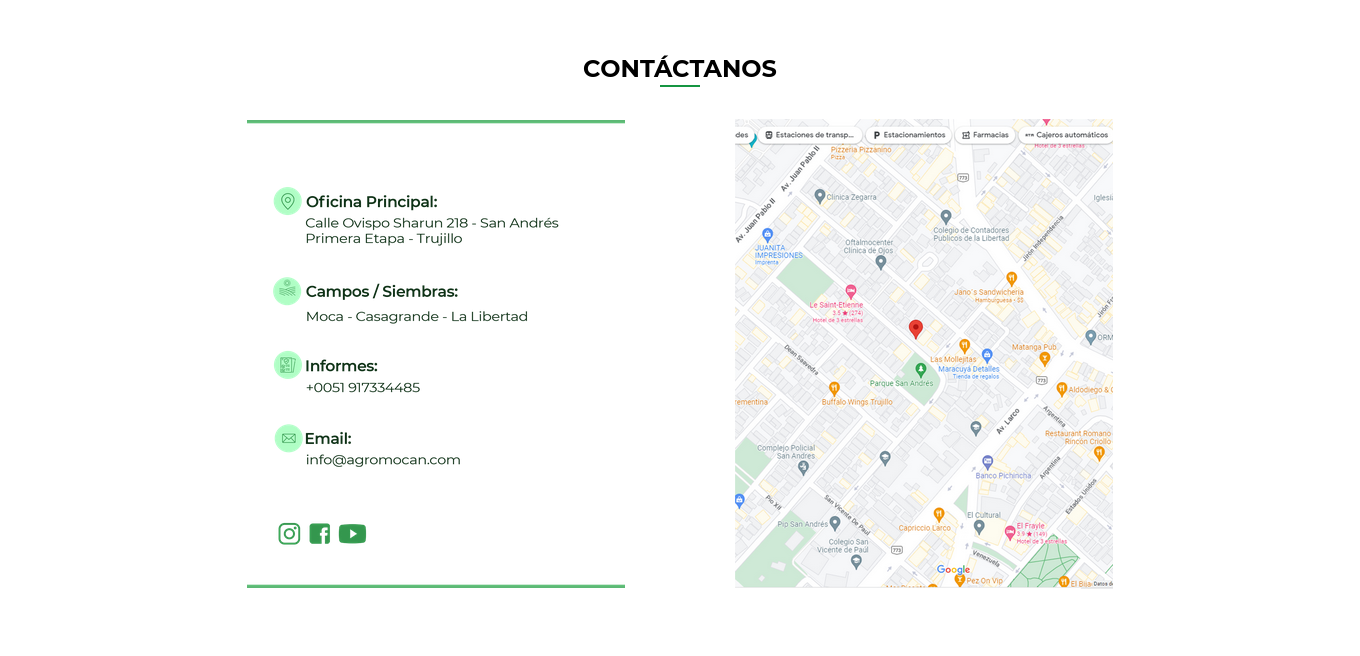 CONTÁCTANOS
Oficina Principal:
Calle Ovispo Sharun 218 - San Andrés
Primera Etapa - Trujillo
Campos / Siembras:
Moca - Casagrande - La Libertad
Informes:
+0051 917334485
Email:
info@agromocan.com
des
Estaciones de transp...
Estacionamientos
Farmacias
ATM Cajeros automáticos
Hotel de 3 estrellas
Pizzeria Pizzanino
Pizza
Av. Juan Pablo II
773
Clínica Zegarra
Iglesi
Av. Juan Pablo II
Colegio de Contadores
Públicos de la Libertad
Jirón Independencia
JUANITA
IMPRESIONES
Imprenta
Oftalmocenter
Clínica de Ojos
Jano´s Sandwichería
Hamburguesa • $$
Le Saint-Etienne
3.5 ★ (274)
Hotel de 3 estrellas
ORM
Dean Saavedra
Las Mollejitas
Matanga Pub.
Maracuyá Detalles
Tienda de regalos
Parque San Andrés
773
Aldodiego &
rementina
Buffalo Wings Trujillo
Av. Larco
Argentina
Restaurant Romano
Rincón Criollo
Complejo Policial
San Andres
Banco Pichincha
Argentina
Estados Unidos
Pío XII
San Vicente De Paul
Pip San Andrés
Capriccio Larco
El Cultural
El Frayle
3.9 ★ (149)
Hotel de 3 estrellas
Colegio San
Vicente de Paúl
773
Venezuela
Google
Pez On Vip
El Bija
Datos d